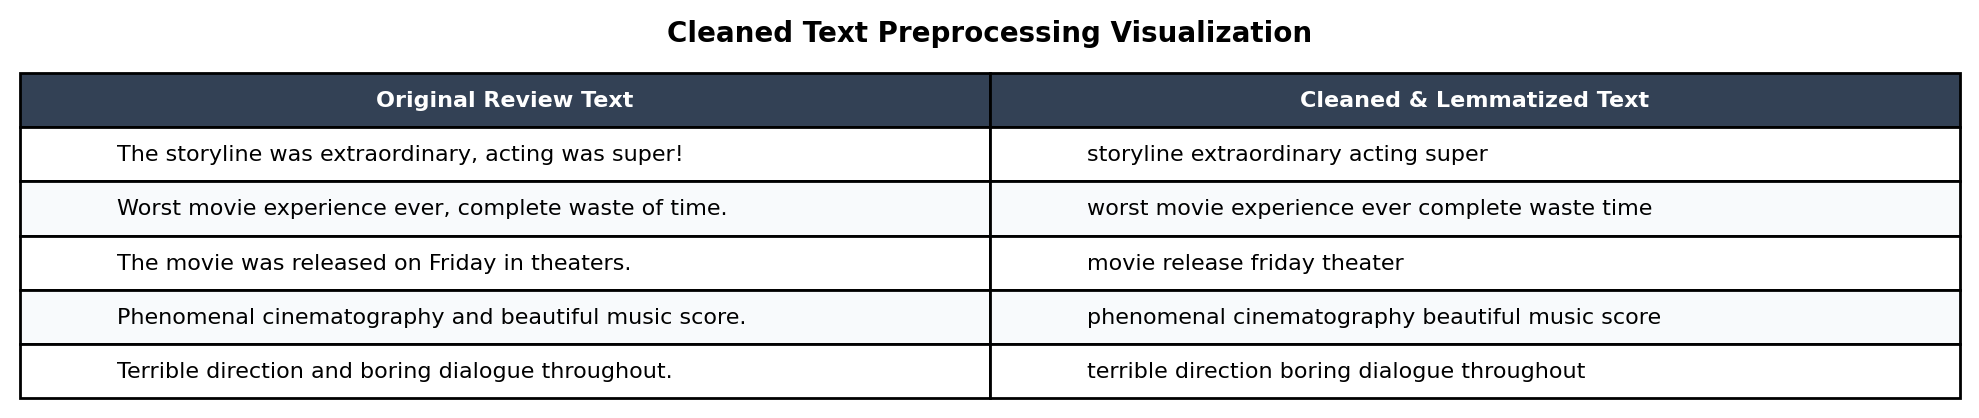 Cleaned Text Preprocessing Visualization
Original Review Text
Cleaned & Lemmatized Text
The storyline was extraordinary, acting was super!
storyline extraordinary acting super
Worst movie experience ever, complete waste of time.
worst movie experience ever complete waste time
The movie was released on Friday in theaters.
movie release friday theater
Phenomenal cinematography and beautiful music score.
phenomenal cinematography beautiful music score
Terrible direction and boring dialogue throughout.
terrible direction boring dialogue throughout